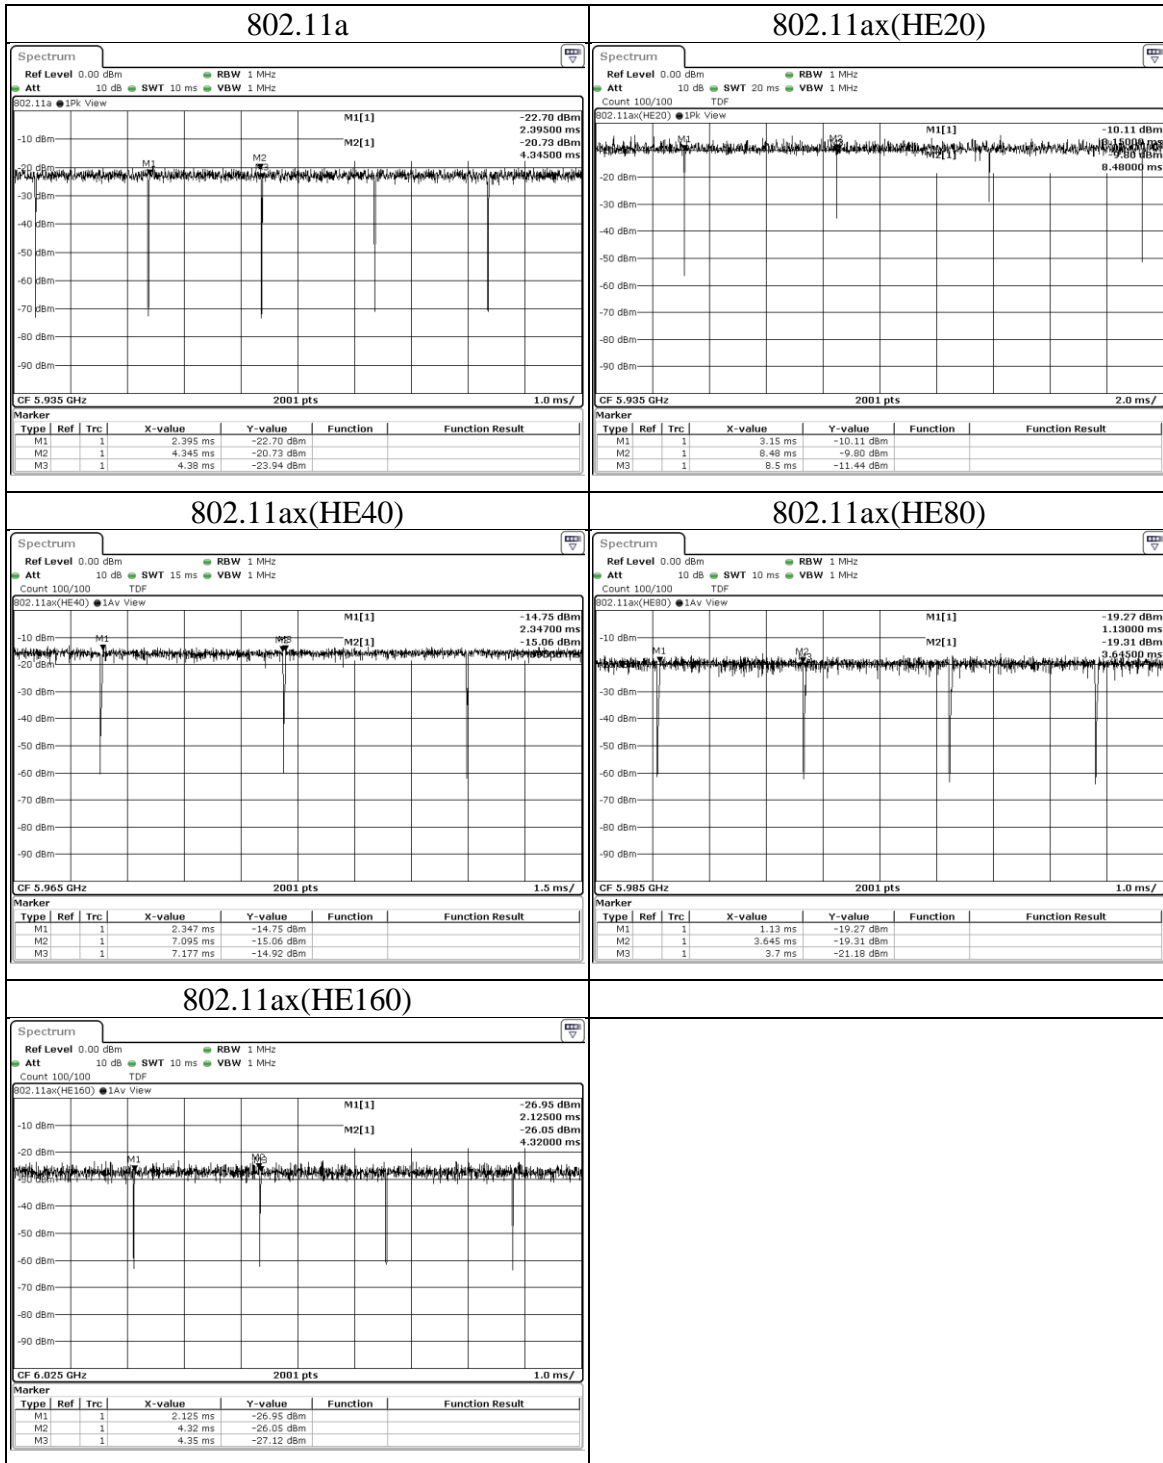 802.11a
802.11ax(HE20)
Spectrum
Ref Level 0.00 dBm RBW 1 MHz
Att 10 dB SWT 10 ms VBW 1 MHz
802.11a 1Pk View
M1[1] -22.70 dBm
2.39500 ms
M2[1] -20.73 dBm
4.34500 ms
-10 dBm
-20 dBm
-30 dBm
-40 dBm
-50 dBm
-60 dBm
-70 dBm
-80 dBm
-90 dBm
M1
M2
CF 5.935 GHz 2001 pts 1.0 ms/
Marker
Type Ref Trc X-value Y-value Function Function Result
M1 1 2.395 ms -22.70 dBm
M2 1 4.345 ms -20.73 dBm
M3 1 4.38 ms -23.94 dBm
Spectrum
Ref Level 0.00 dBm RBW 1 MHz
Att 10 dB SWT 20 ms VBW 1 MHz
Count 100/100 TDF
802.11ax(HE20) 1Pk View
M1[1] -10.11 dBm
3.15000 ms
M2[1] -9.80 dBm
8.48000 ms
M1
M2
-20 dBm
-30 dBm
-40 dBm
-50 dBm
-60 dBm
-70 dBm
-80 dBm
-90 dBm
CF 5.935 GHz 2001 pts 2.0 ms/
Marker
Type Ref Trc X-value Y-value Function Function Result
M1 1 3.15 ms -10.11 dBm
M2 1 8.48 ms -9.80 dBm
M3 1 8.5 ms -11.44 dBm
802.11ax(HE40)
802.11ax(HE80)
Spectrum
Ref Level 0.00 dBm RBW 1 MHz
Att 10 dB SWT 15 ms VBW 1 MHz
Count 100/100 TDF
802.11ax(HE40) 1Av View
M1[1] -14.75 dBm
2.34700 ms
M2[1] -15.06 dBm
M1
-10 dBm
-20 dBm
-30 dBm
-40 dBm
-50 dBm
-60 dBm
-70 dBm
-80 dBm
-90 dBm
CF 5.965 GHz 2001 pts 1.5 ms/
Marker
Type Ref Trc X-value Y-value Function Function Result
M1 1 2.347 ms -14.75 dBm
M2 1 7.095 ms -15.06 dBm
M3 1 7.177 ms -14.92 dBm
Spectrum
Ref Level 0.00 dBm RBW 1 MHz
Att 10 dB SWT 10 ms VBW 1 MHz
Count 100/100 TDF
802.11ax(HE80) 1Av View
M1[1] -19.27 dBm
1.13000 ms
M2[1] -19.31 dBm
3.64500 ms
M1
M2
-10 dBm
-20 dBm
-30 dBm
-40 dBm
-50 dBm
-60 dBm
-70 dBm
-80 dBm
-90 dBm
CF 5.985 GHz 2001 pts 1.0 ms/
Marker
Type Ref Trc X-value Y-value Function Function Result
M1 1 1.13 ms -19.27 dBm
M2 1 3.645 ms -19.31 dBm
M3 1 3.7 ms -21.18 dBm
802.11ax(HE160)
Spectrum
Ref Level 0.00 dBm RBW 1 MHz
Att 10 dB SWT 10 ms VBW 1 MHz
Count 100/100 TDF
802.11ax(HE160) 1Av View
M1[1] -26.95 dBm
2.12500 ms
M2[1] -26.05 dBm
4.32000 ms
M1
-10 dBm
-20 dBm
-30 dBm
-40 dBm
-50 dBm
-60 dBm
-70 dBm
-80 dBm
-90 dBm
CF 6.025 GHz 2001 pts 1.0 ms/
Marker
Type Ref Trc X-value Y-value Function Function Result
M1 1 2.125 ms -26.95 dBm
M2 1 4.32 ms -26.05 dBm
M3 1 4.35 ms -27.12 dBm